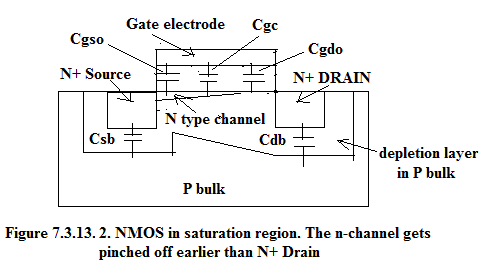 Gate electrode
Cgc
Cgso
Cgdo
N+ Source
N+ DRAIN
N type channel
Csb
Cdb
depletion layer
in P bulk
P bulk
Figure 7.3.13. 2. NMOS in saturation region. The n-channel gets
pinched off earlier than N+ Drain